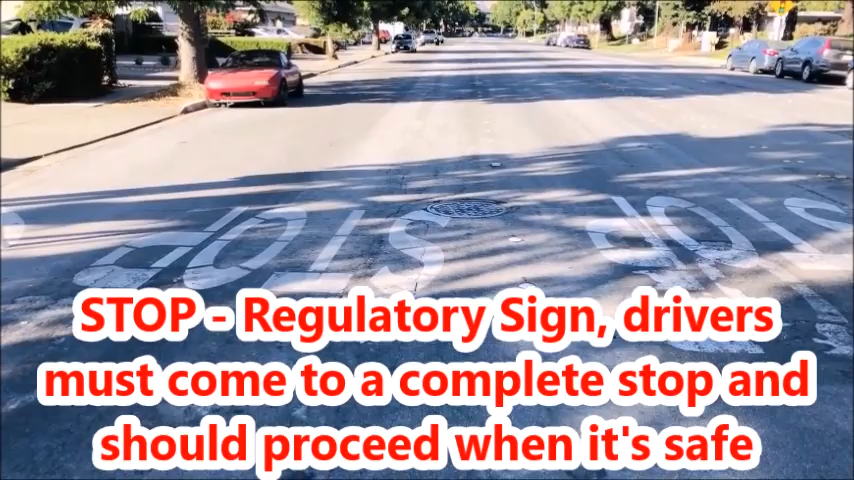 STOP STOP
STOP - Regulatory Sign, drivers
must come to a complete stop and
should proceed when it's safe